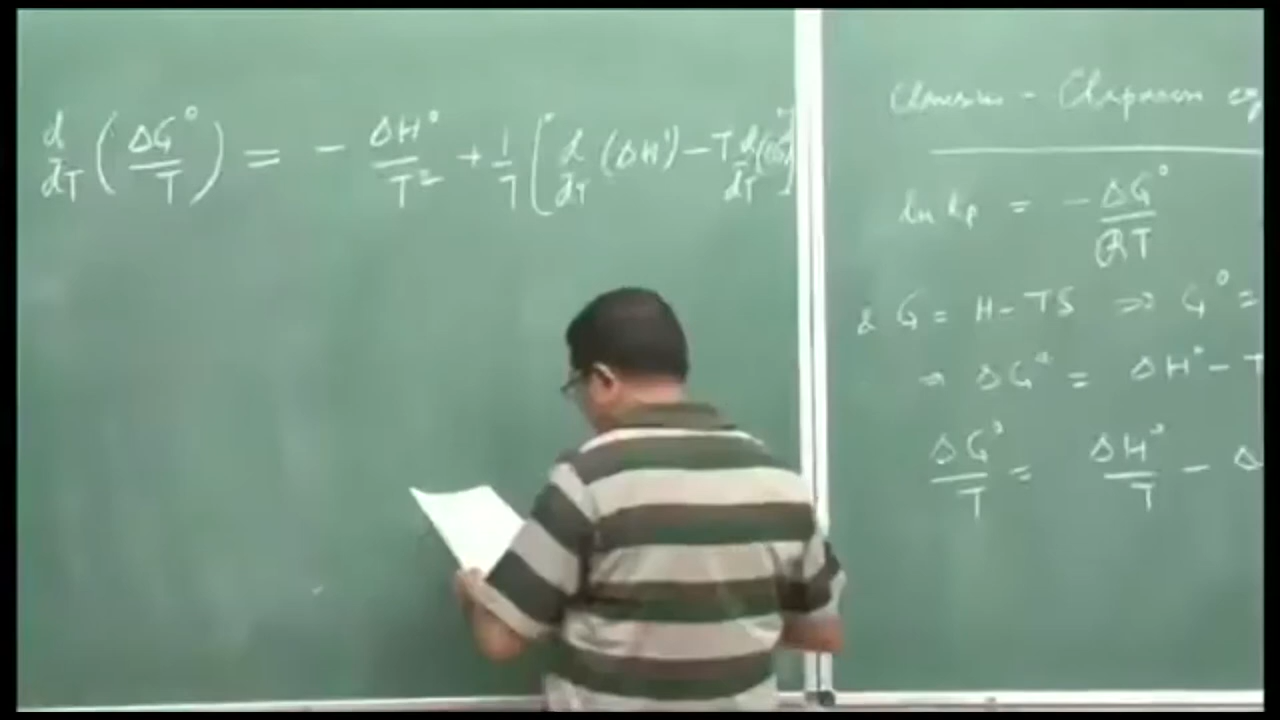 d/dT (ΔG°/T) = - ΔH°/T² + 1/T [ d/dT (ΔH°) - T d/dT
Clausius - Clapeyron eq
ln kp = - ΔG°/RT
& G = H - TS ⇒ G° =
⇒ ΔG° = ΔH° - T
ΔG°/T = ΔH°/T - Δ